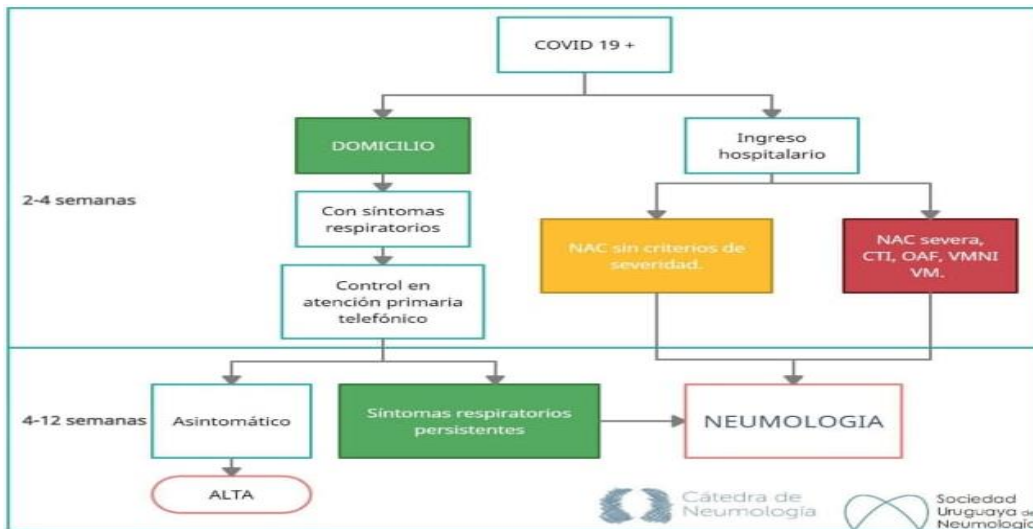 COVID 19 +
DOMICILIO
Ingreso
hospitalario
2-4 semanas
Con síntomas
respiratorios
NAC sin criterios de
severidad.
NAC severa,
CTI, OAF, VMNI
VM.
Control en
atención primaria
telefónico
4-12 semanas
Asintomático
Síntomas respiratorios
persistentes
NEUMOLOGIA
ALTA
Cátedra de
Neumología
Sociedad
Uruguaya de
Neumología